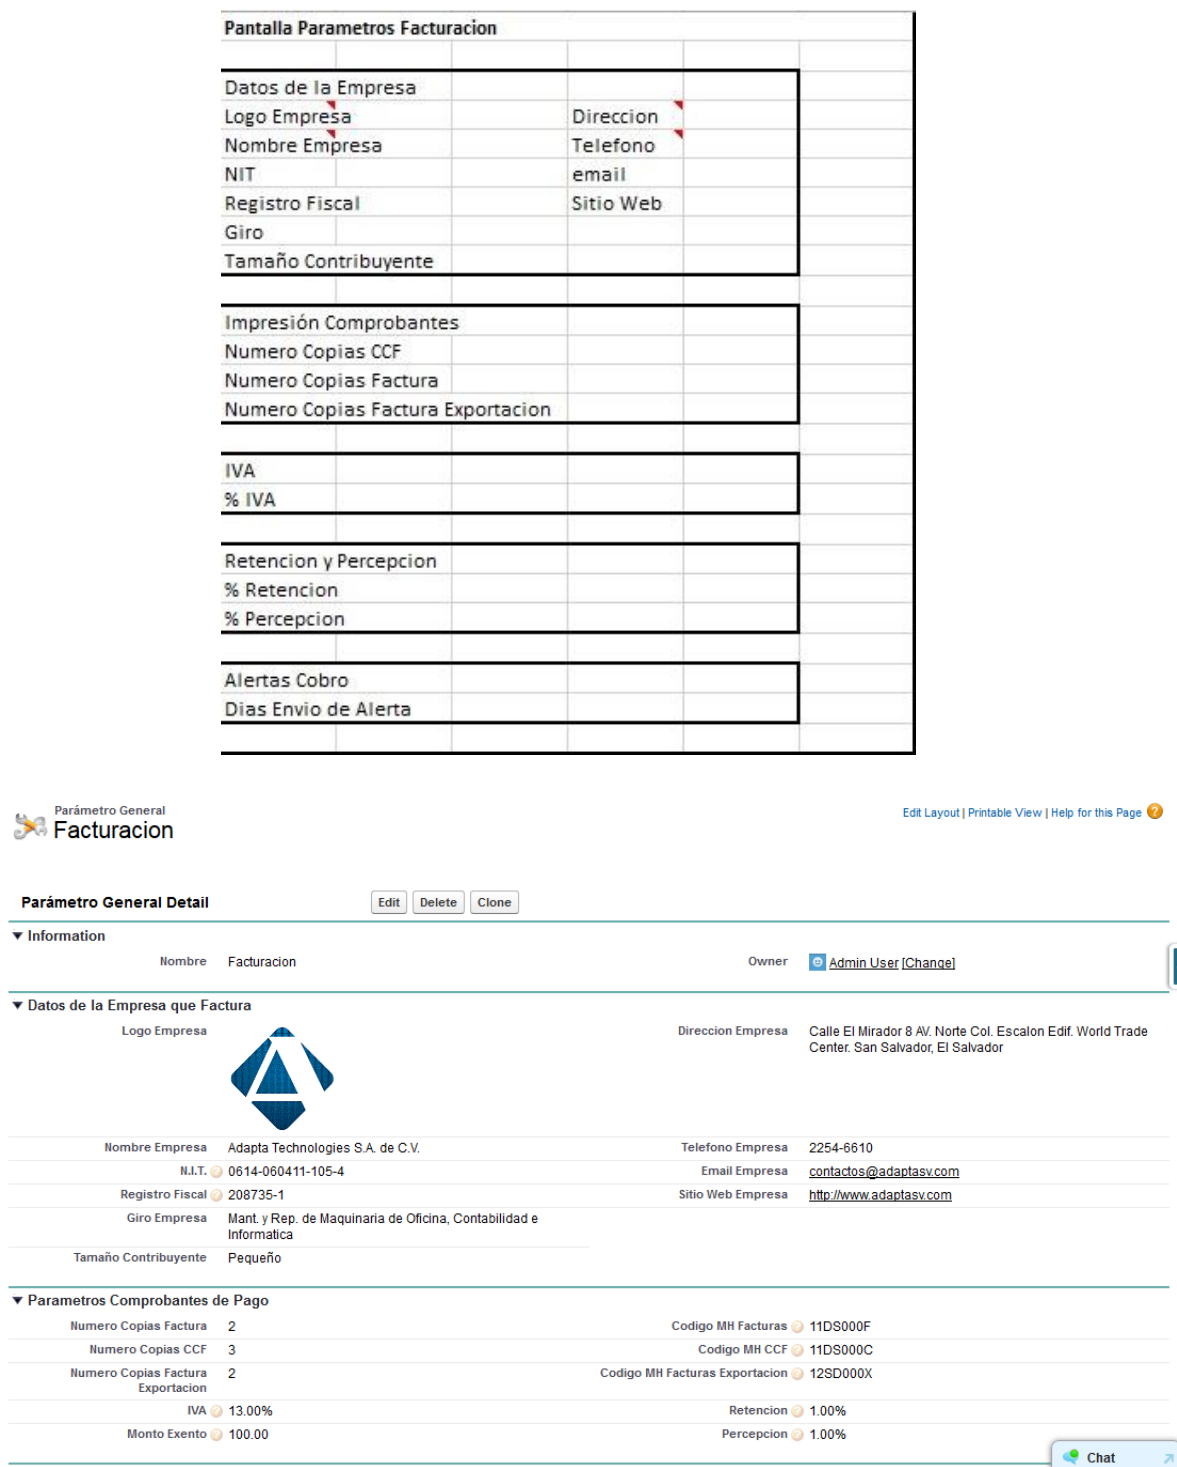 Pantalla Parametros Facturacion
Datos de la Empresa
Logo Empresa Direccion
Nombre Empresa Telefono
NIT email
Registro Fiscal Sitio Web
Giro
Tamaño Contribuyente
Impresión Comprobantes
Numero Copias CCF
Numero Copias Factura
Numero Copias Factura Exportacion
IVA
% IVA
Retencion y Percepcion
% Retencion
% Percepcion
Alertas Cobro
Dias Envio de Alerta
Parámetro General
Facturacion
Edit Layout | Printable View | Help for this Page ?
Parámetro General Detail Edit Delete Clone
Information
Nombre Facturacion Owner Admin User [Change]
Datos de la Empresa que Factura
Logo Empresa Direccion Empresa Calle El Mirador 8 AV. Norte Col. Escalon Edif. World Trade
Center. San Salvador, El Salvador
Nombre Empresa Adapta Technologies S.A. de C.V. Telefono Empresa 2254-6610
N.I.T. ? 0614-060411-105-4 Email Empresa contactos@adaptasv.com
Registro Fiscal ? 208735-1 Sitio Web Empresa http://www.adaptasv.com
Giro Empresa Mant. y Rep. de Maquinaria de Oficina, Contabilidad e
Informatica
Tamaño Contribuyente Pequeño
Parametros Comprobantes de Pago
Numero Copias Factura 2 Codigo MH Facturas ? 11DS000F
Numero Copias CCF 3 Codigo MH CCF ? 11DS000C
Numero Copias Factura 2 Codigo MH Facturas Exportacion ? 12SD000X
Exportacion
IVA ? 13.00% Retencion ? 1.00%
Monto Exento ? 100.00 Percepcion ? 1.00%
Chat